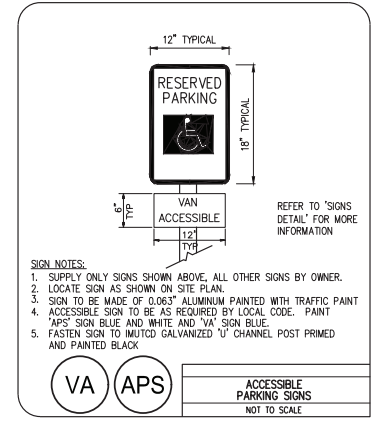 12" TYPICAL
RESERVED
PARKING
18" TYPICAL
VAN
ACCESSIBLE
6"
TYP
12"
TYP
REFER TO 'SIGNS
DETAIL' FOR MORE
INFORMATION
SIGN NOTES:
1. SUPPLY ONLY SIGNS SHOWN ABOVE, ALL OTHER SIGNS BY OWNER.
2. LOCATE SIGN AS SHOWN ON SITE PLAN.
3. SIGN TO BE MADE OF 0.063" ALUMINUM PAINTED WITH TRAFFIC PAINT
4. ACCESSIBLE SIGN TO BE AS REQUIRED BY LOCAL CODE. PAINT
'APS' SIGN BLUE AND WHITE AND 'VA' SIGN BLUE.
5. FASTEN SIGN TO IMUTCD GALVANIZED 'U' CHANNEL POST PRIMED
AND PAINTED BLACK
VA
APS
ACCESSIBLE
PARKING SIGNS
NOT TO SCALE